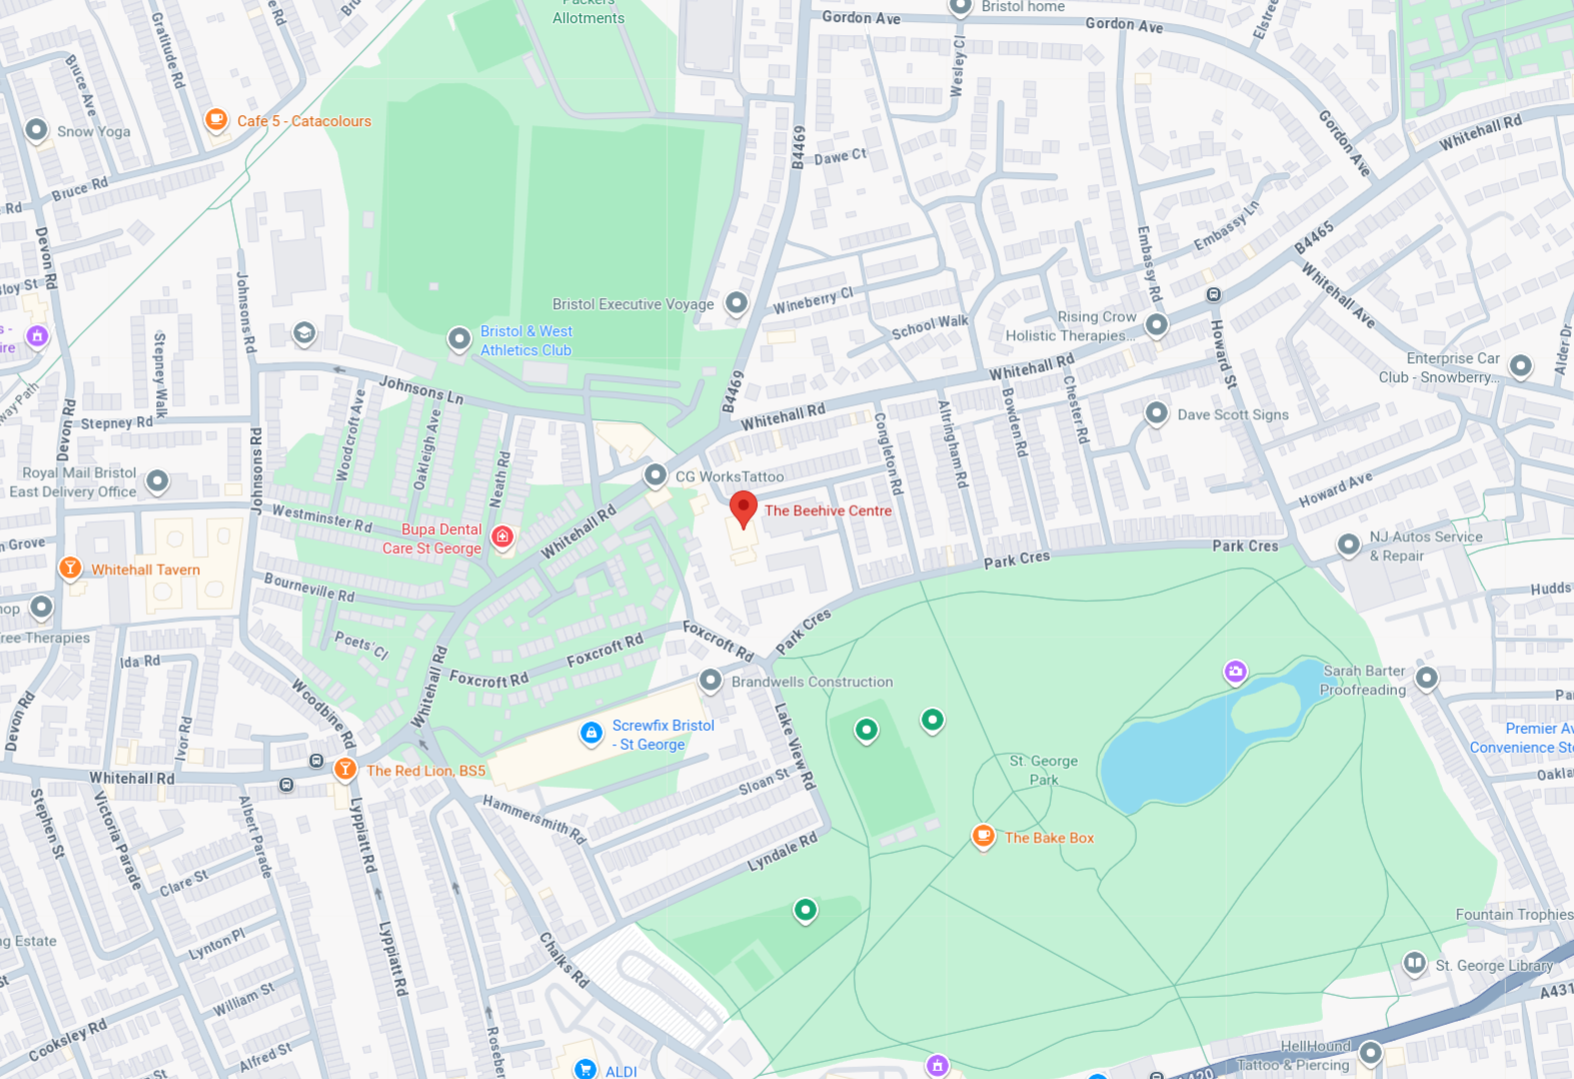 Packers
Allotments
Bristol home
Gordon Ave
Gordon Ave
Gratitude Rd
Bruce Ave
Snow Yoga
Cafe 5 - Catacolours
Bruce Rd
Rd
Devon Rd
Wesley Cl
Elstree
B4469
Dawe Ct
Gordon Ave
Whitehall Rd
Embassy Ln
Embassy Rd
B4465
Whitehall Ave
Johnsons Rd
Bristol Executive Voyage
Wineberry Cl
School Walk
Rising Crow
Holistic Therapies...
Howard St
Alder Dr
Bristol & West
Athletics Club
Stepney Walk
Enterprise Car
Club - Snowberry...
Whitehall Rd
Johnsons Ln
B4469
Whitehall Rd
Chester Rd
Bowden Rd
Altringham Rd
Congleton Rd
Dave Scott Signs
Stepney Rd
Devon Rd
Woodcroft Ave
Oakleigh Ave
Neath Rd
Johnsons Rd
Royal Mail Bristol
East Delivery Office
CG WorksTattoo
The Beehive Centre
Howard Ave
Westminster Rd
Whitehall Rd
Bupa Dental
Care St George
NJ Autos Service
& Repair
Park Cres
Park Cres
Grove
Whitehall Tavern
Bourneville Rd
Hudds
Park Cres
Foxcroft Rd
Foxcroft Rd
Foxcroft Rd
Poets' Cl
Ida Rd
Whitehall Rd
Brandwells Construction
Sarah Barter
Proofreading
Devon Rd
Woodbine Rd
Ivor Rd
Lake View Rd
Screwfix Bristol
- St George
Premier Av
Convenience Sto
St. George
Park
The Red Lion, BS5
Whitehall Rd
Sloan St
Hammersmith Rd
Stephen St
Victoria Parade
Albert Parade
Lyppiatt Rd
The Bake Box
Lyndale Rd
Clare St
Fountain Trophies
Lynton Pl
Lyppiatt Rd
Chalks Rd
ng Estate
St. George Library
A431
William St
Cooksley Rd
Alfred St
Roseber
HellHound
Tattoo & Piercing
ALDI
A420